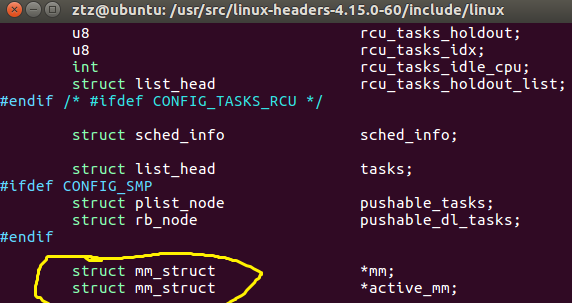 ztz@ubuntu: /usr/src/linux-headers-4.15.0-60/include/linux
u8 rcu_tasks_holdout;
u8 rcu_tasks_idx;
int rcu_tasks_idle_cpu;
struct list_head rcu_tasks_holdout_list;
#endif /* #ifdef CONFIG_TASKS_RCU */
struct sched_info sched_info;
struct list_head tasks;
#ifdef CONFIG_SMP
struct plist_node pushable_tasks;
struct rb_node pushable_dl_tasks;
#endif
struct mm_struct *mm;
struct mm_struct *active_mm;